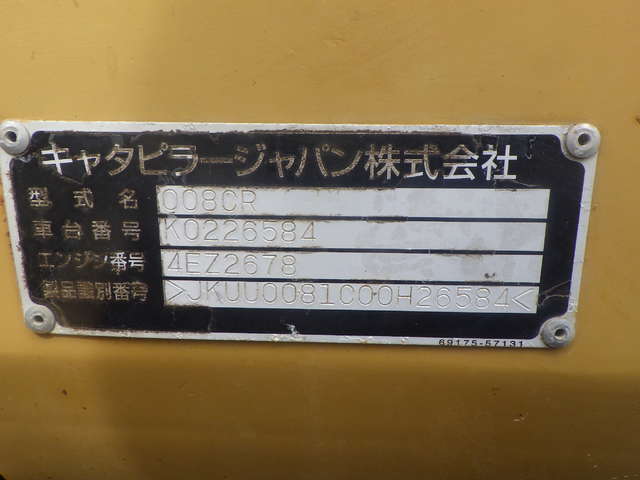 キャタピラージャパン株式会社
型式名 008CR
車台番号 K0226584
エンジン番号 4EZ2678
製品識別番号 >JKUU0081C00H26584<
69175-57131